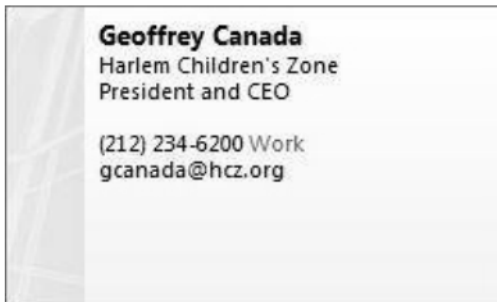 Geoffrey Canada
Harlem Children's Zone
President and CEO
(212) 234-6200 Work
gcanada@hcz.org